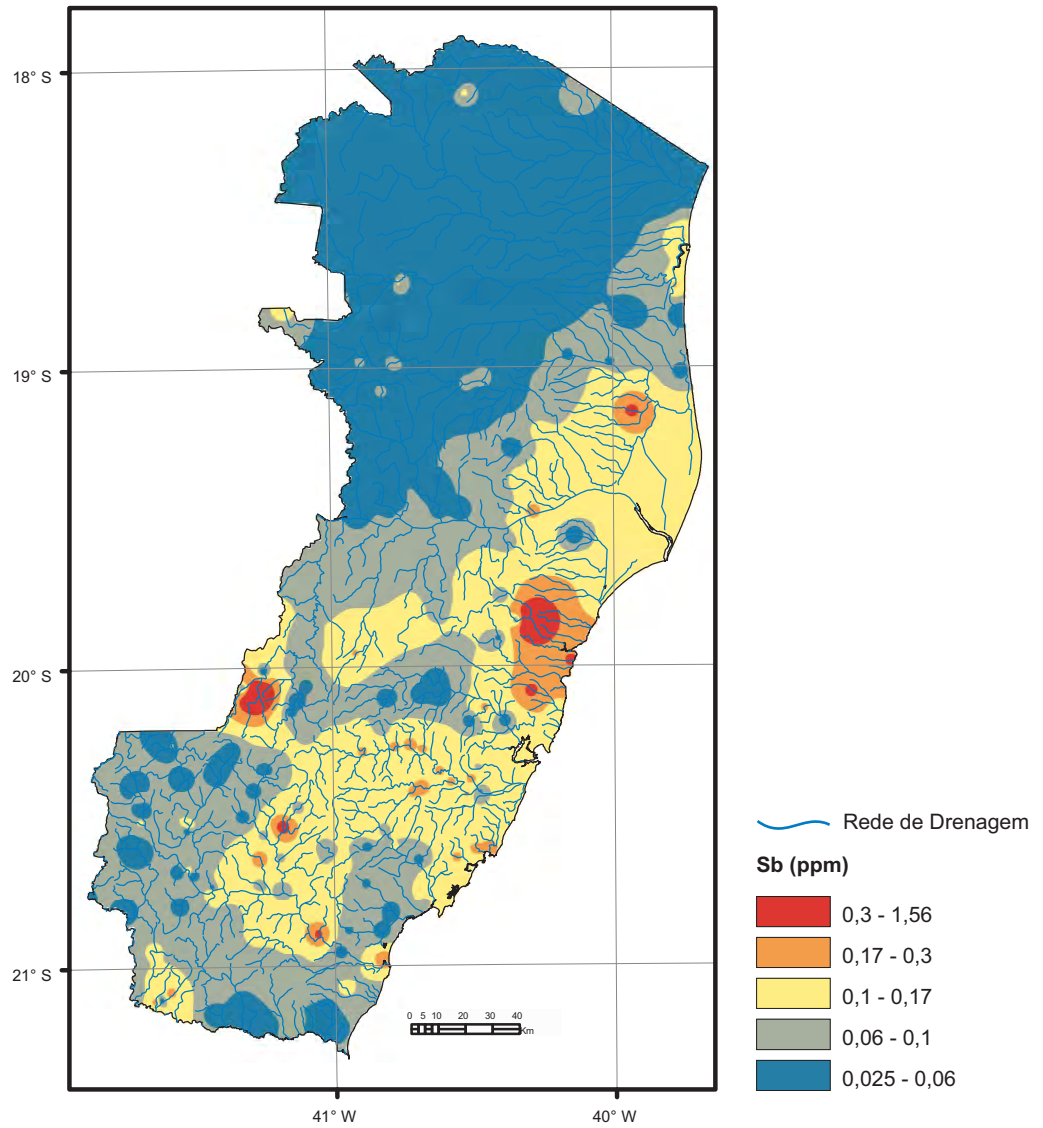 18° S
19° S
20° S
21° S
41° W
40° W
0 5 10 20 30 40
Km
Rede de Drenagem
Sb (ppm)
0,3 - 1,56
0,17 - 0,3
0,1 - 0,17
0,06 - 0,1
0,025 - 0,06